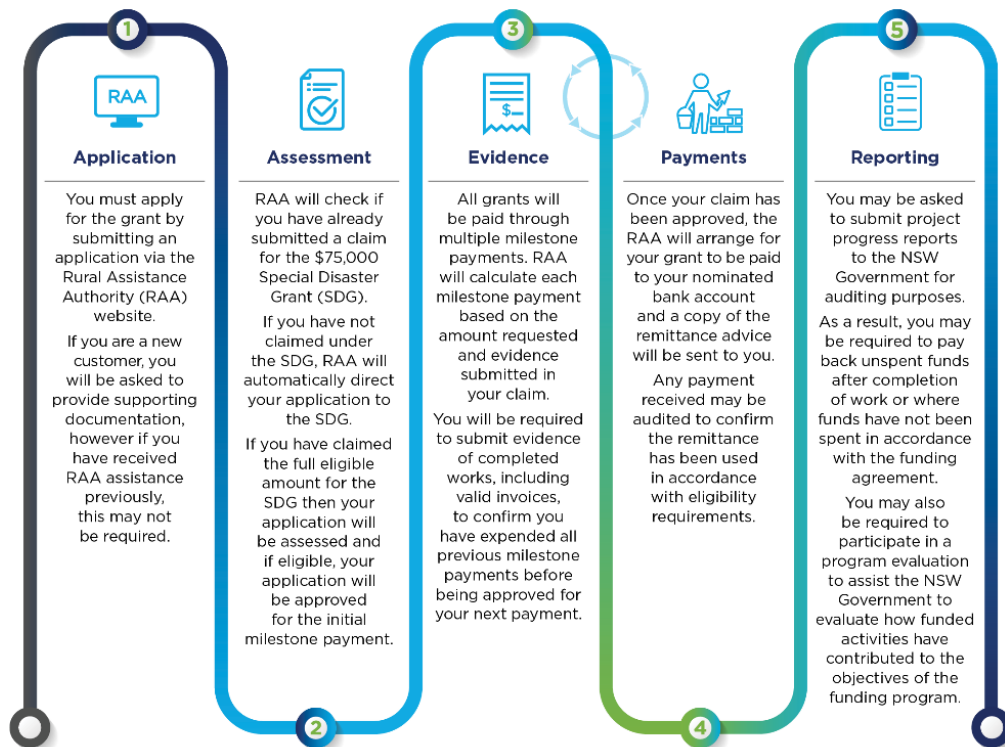 1
3
5
RAA
$
Application
You must apply
for the grant by
submitting an
application via the
Rural Assistance
Authority (RAA)
website.
If you are a new
customer, you
will be asked to
provide supporting
documentation,
however if you
have received
RAA assistance
previously,
this may not
be required.
Assessment
RAA will check if
you have already
submitted a claim
for the $75,000
Special Disaster
Grant (SDG).
If you have not
claimed under
the SDG, RAA will
automatically direct
your application to
the SDG.
If you have claimed
the full eligible
amount for the
SDG then your
application will
be assessed and
if eligible, your
application will
be approved
for the initial
milestone payment.
Evidence
All grants will
be paid through
multiple milestone
payments. RAA
will calculate each
milestone payment
based on the
amount requested
and evidence
submitted in
your claim.
You will be required
to submit evidence
of completed
works, including
valid invoices,
to confirm you
have expended all
previous milestone
payments before
being approved for
your next payment.
Payments
Once your claim has
been approved, the
RAA will arrange for
your grant to be paid
to your nominated
bank account
and a copy of the
remittance advice
will be sent to you.
Any payment
received may be
audited to confirm
the remittance
has been used
in accordance
with eligibility
requirements.
Reporting
You may be asked
to submit project
progress reports
to the NSW
Government for
auditing purposes.
As a result, you may
be required to pay
back unspent funds
after completion
of work or where
funds have not been
spent in accordance
with the funding
agreement.
You may also
be required to
participate in a
program evaluation
to assist the NSW
Government to
evaluate how funded
activities have
contributed to the
objectives of the
funding program.
2
4